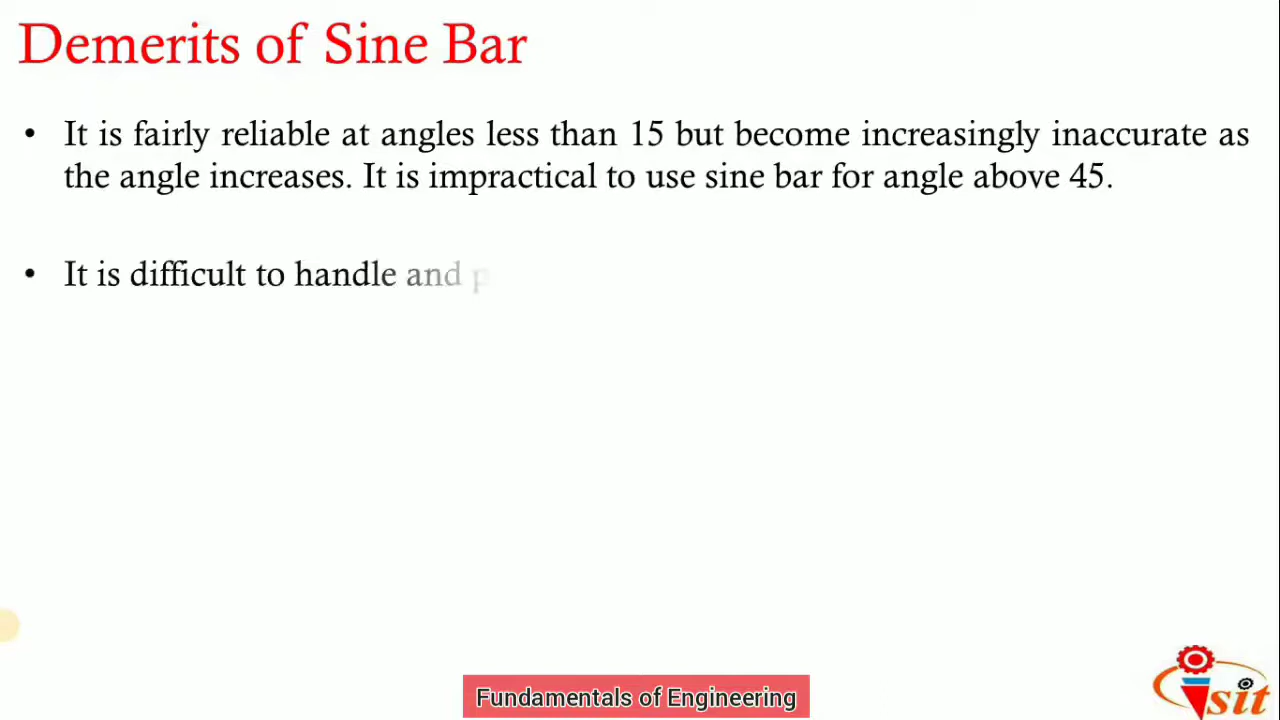 Demerits of Sine Bar
• It is fairly reliable at angles less than 15 but become increasingly inaccurate as
the angle increases. It is impractical to use sine bar for angle above 45.
• It is difficult to handle and
Fundamentals of Engineering
sit